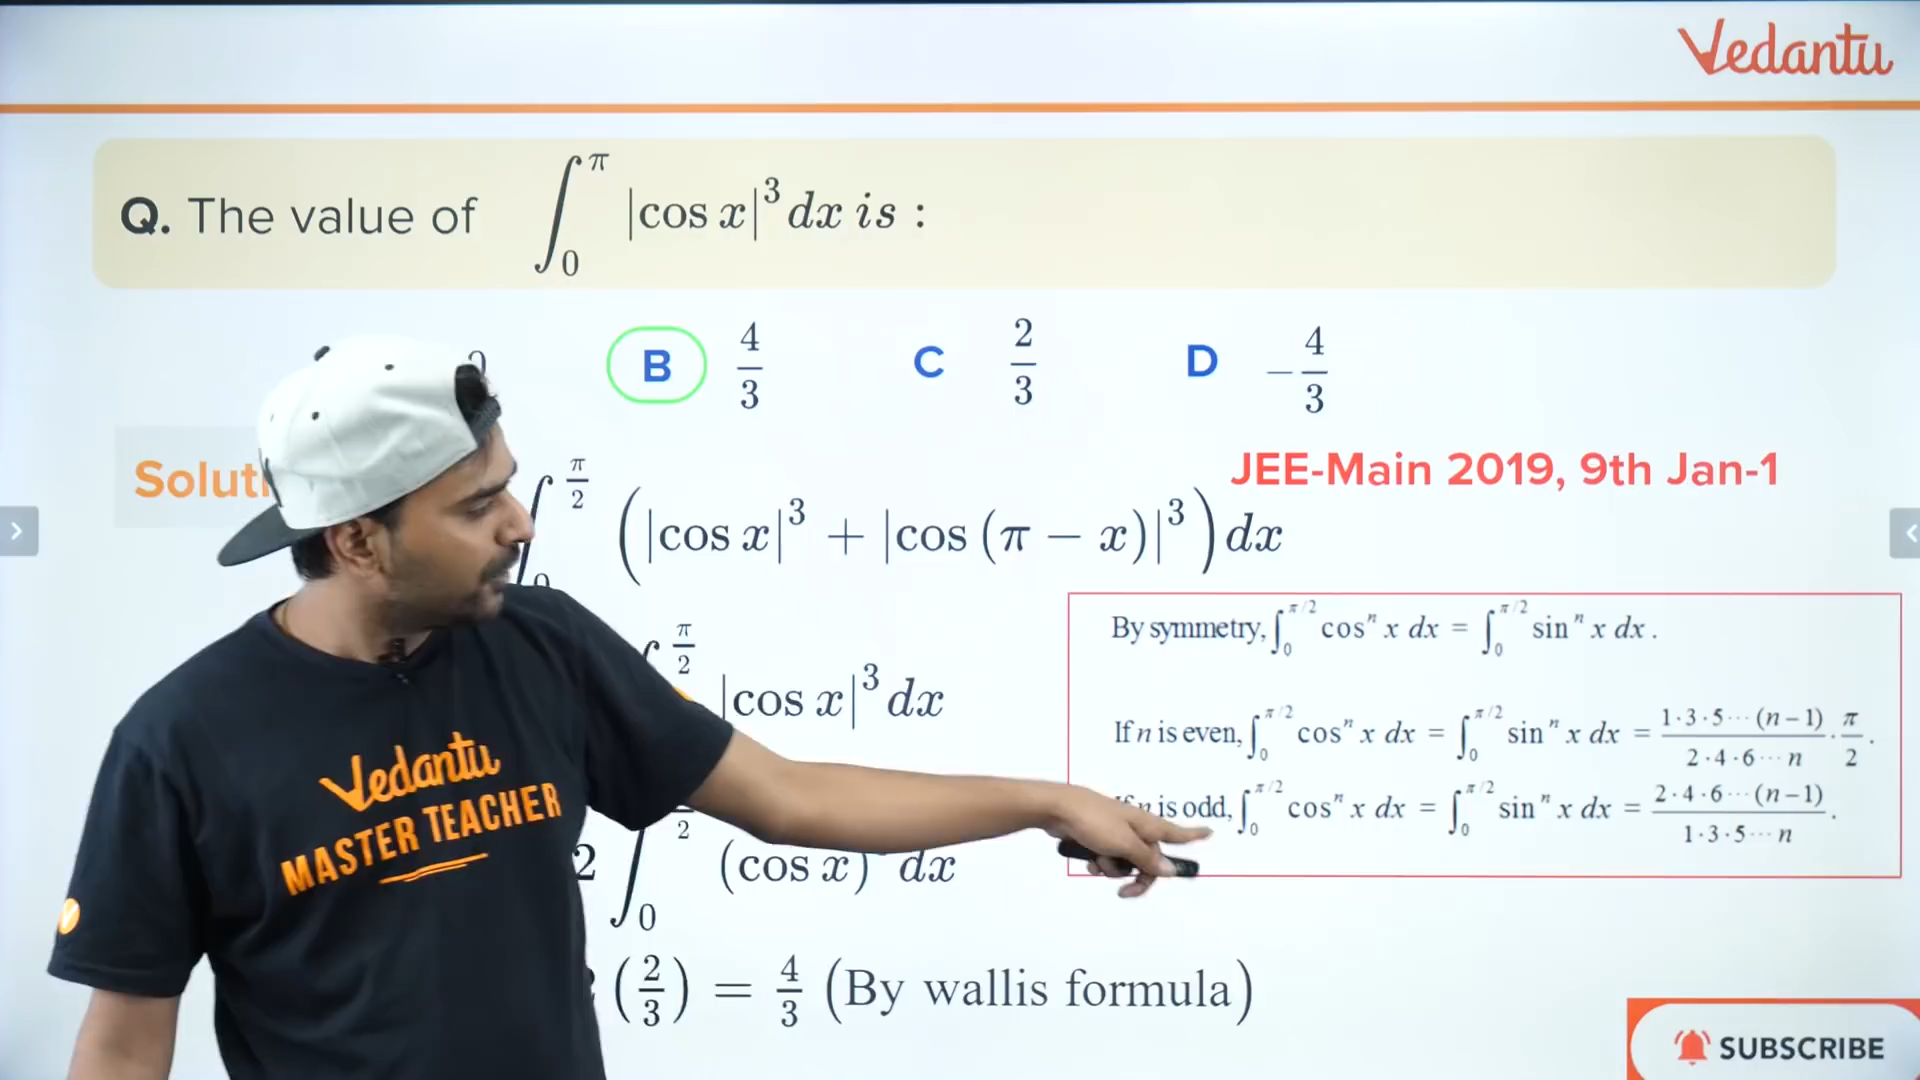 Vedantu
Q. The value of ∫₀^π |cos x|³ dx is :
B 4/3 C 2/3 D −4/3
JEE-Main 2019, 9th Jan-1
∫₀^(π/2) (|cos x|³ + |cos (π − x)|³) dx
By symmetry, ∫₀^(π/2) cosⁿ x dx = ∫₀^(π/2) sinⁿ x dx .
π/2 |cos x|³ dx
If n is even, ∫₀^(π/2) cosⁿ x dx = ∫₀^(π/2) sinⁿ x dx = 1·3·5···(n−1) / 2·4·6···n · π/2 .
is odd, ∫₀^(π/2) cosⁿ x dx = ∫₀^(π/2) sinⁿ x dx = 2·4·6···(n−1) / 1·3·5···n .
2 ∫₀ (cos x) dx
(2/3) = 4/3 (By wallis formula)
Vedantu
MASTER TEACHER
SUBSCRIBE